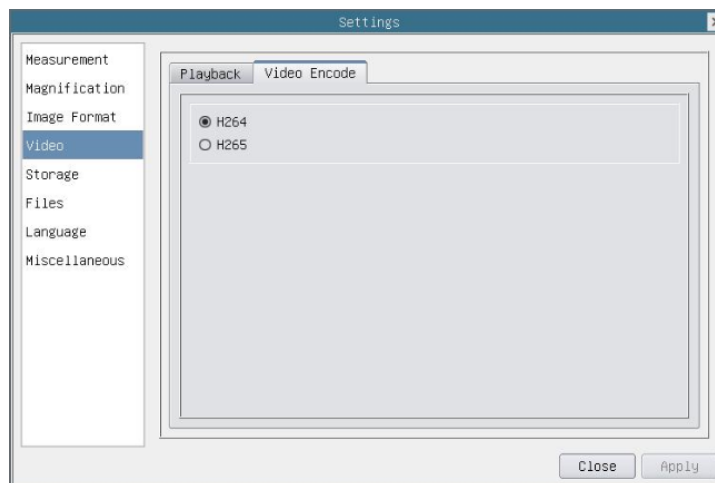 Settings
Measurement
Magnification
Image Format
Video
Storage
Files
Language
Miscellaneous
Playback
Video Encode
H264
H265
Close
Apply